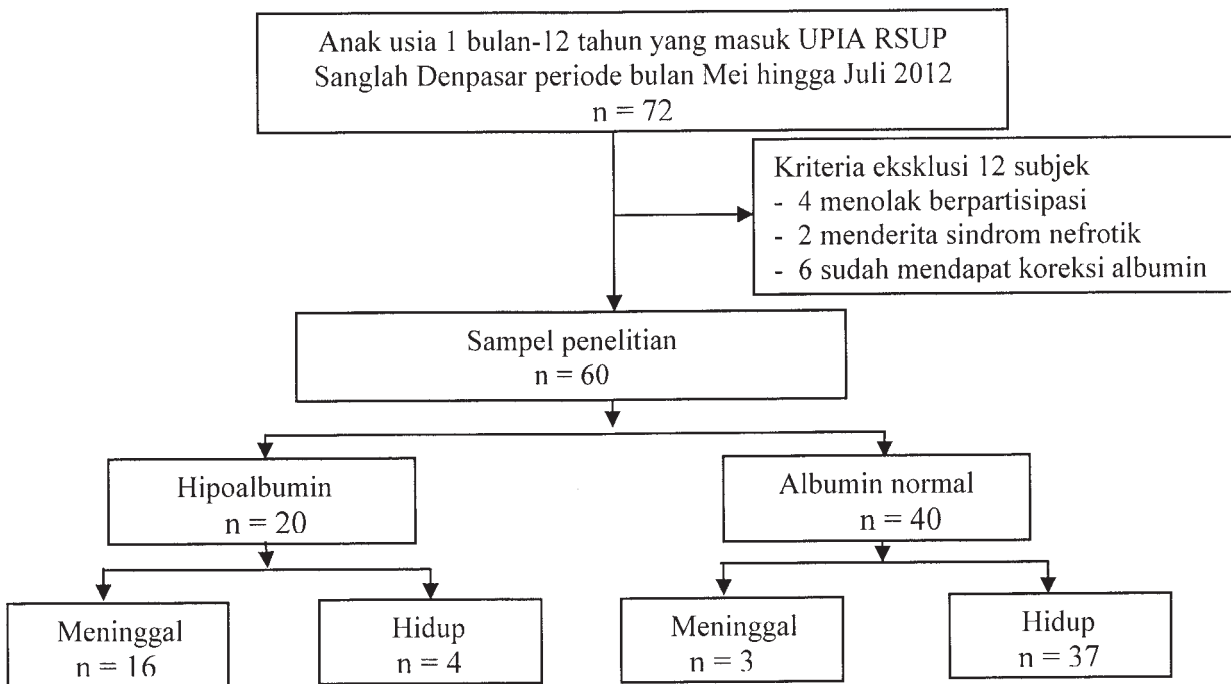 Anak usia 1 bulan-12 tahun yang masuk UPIA RSUP
Sanglah Denpasar periode bulan Mei hingga Juli 2012
n = 72
Kriteria eksklusi 12 subjek
- 4 menolak berpartisipasi
- 2 menderita sindrom nefrotik
- 6 sudah mendapat koreksi albumin
Sampel penelitian
n = 60
Hipoalbumin
n = 20
Albumin normal
n = 40
Meninggal
n = 16
Hidup
n = 4
Meninggal
n = 3
Hidup
n = 37